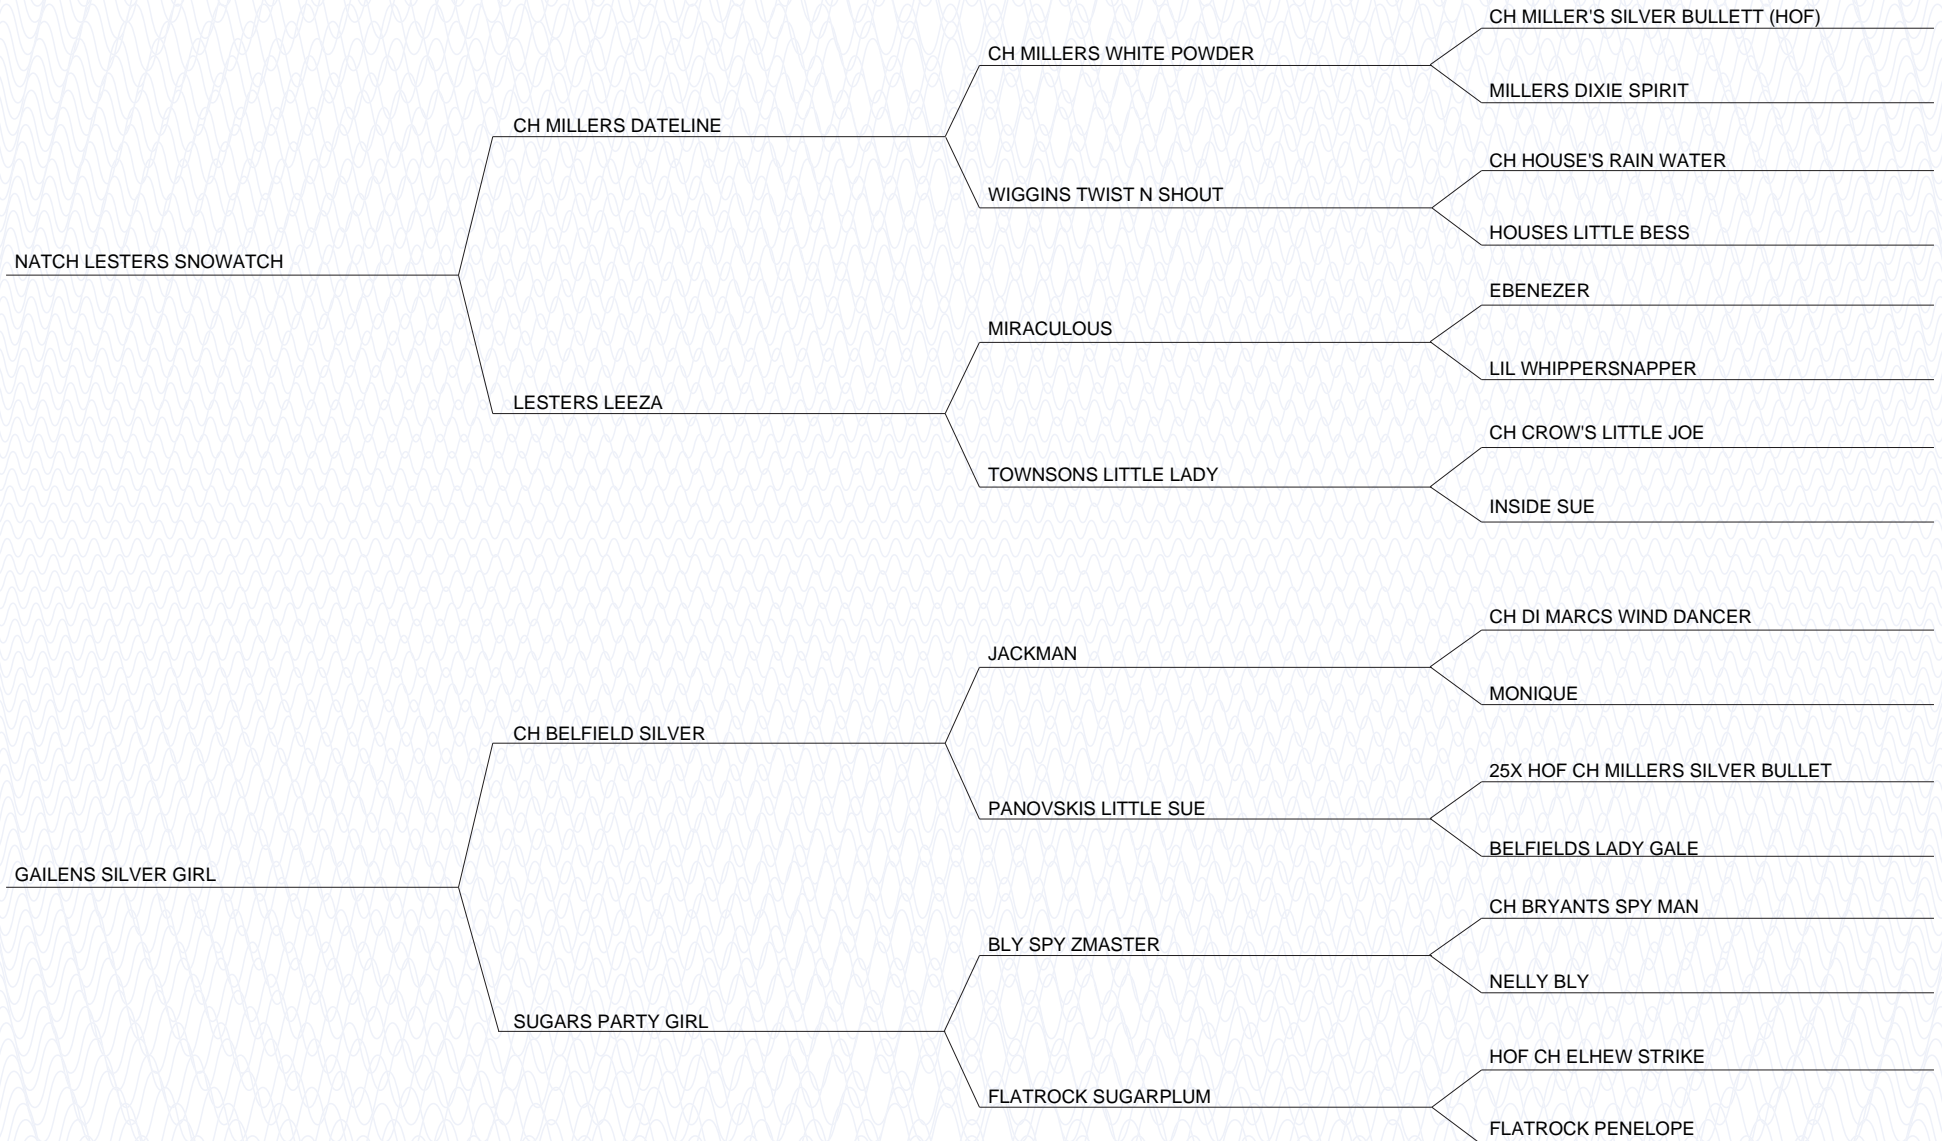 CH MILLER'S SILVER BULLETT (HOF)
CH MILLERS WHITE POWDER
MILLERS DIXIE SPIRIT
CH MILLERS DATELINE
CH HOUSE'S RAIN WATER
WIGGINS TWIST N SHOUT
HOUSES LITTLE BESS
NATCH LESTERS SNOWATCH
EBENEZER
MIRACULOUS
LIL WHIPPERSNAPPER
LESTERS LEEZA
CH CROW'S LITTLE JOE
TOWNSONS LITTLE LADY
INSIDE SUE
CH DI MARCS WIND DANCER
JACKMAN
MONIQUE
CH BELFIELD SILVER
25X HOF CH MILLERS SILVER BULLET
PANOVSKIS LITTLE SUE
BELFIELDS LADY GALE
GAILENS SILVER GIRL
CH BRYANTS SPY MAN
BLY SPY ZMASTER
NELLY BLY
SUGARS PARTY GIRL
HOF CH ELHEW STRIKE
FLATROCK SUGARPLUM
FLATROCK PENELOPE